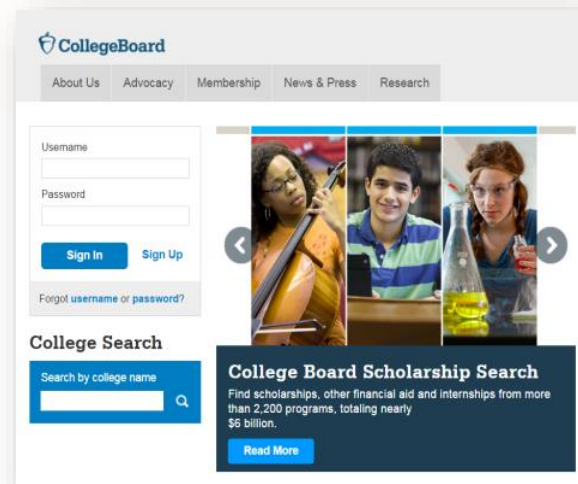 CollegeBoard
About Us Advocacy Membership News & Press Research
Username
Password
Sign In Sign Up
Forgot username or password?
College Search
Search by college name
College Board Scholarship Search
Find scholarships, other financial aid and internships from more
than 2,200 programs, totaling nearly
$6 billion.
Read More